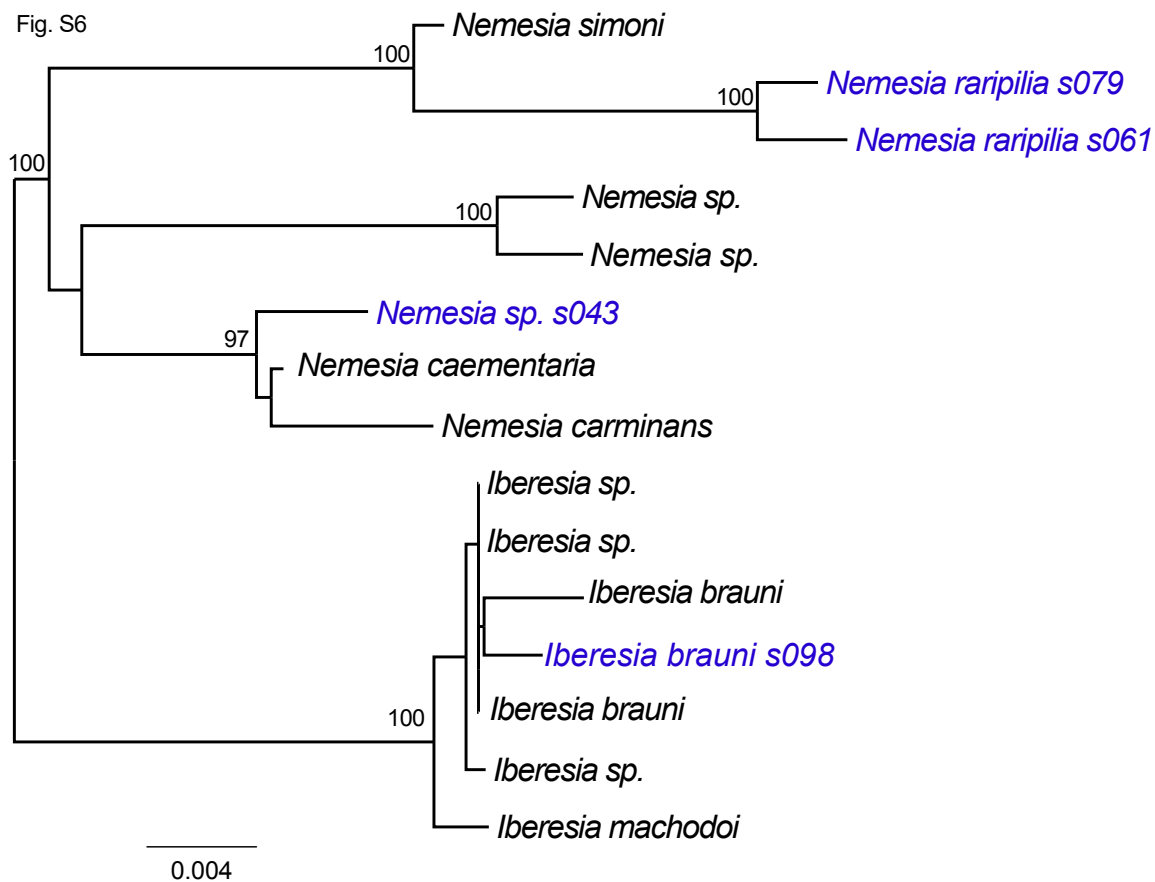 Fig. S6
Nemesia simoni
100
Nemesia raripilia s079
100
Nemesia raripilia s061
100
Nemesia sp.
100
Nemesia sp.
Nemesia sp. s043
97
Nemesia caementaria
Nemesia carminans
Iberesia sp.
Iberesia sp.
Iberesia brauni
Iberesia brauni s098
Iberesia brauni
100
Iberesia sp.
Iberesia machodoi
0.004